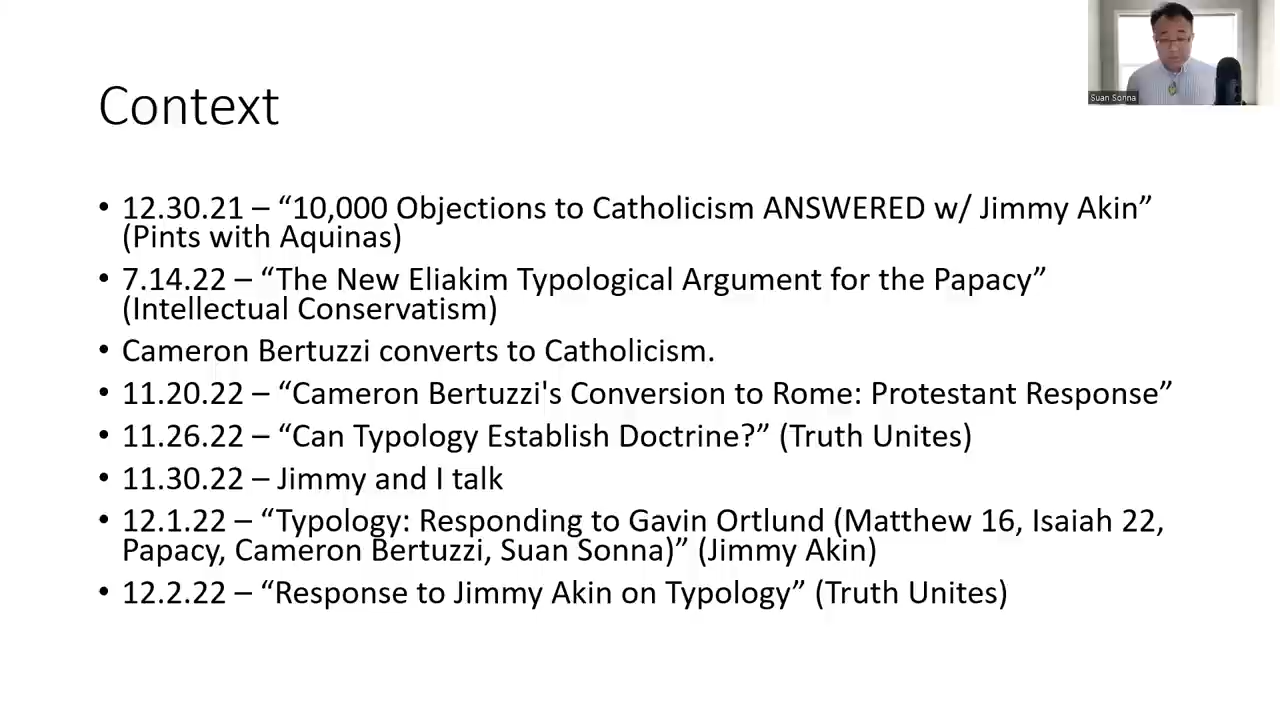 Suan Sonna
Context
• 12.30.21 – “10,000 Objections to Catholicism ANSWERED w/ Jimmy Akin”
(Pints with Aquinas)
• 7.14.22 – “The New Eliakim Typological Argument for the Papacy”
(Intellectual Conservatism)
• Cameron Bertuzzi converts to Catholicism.
• 11.20.22 – “Cameron Bertuzzi's Conversion to Rome: Protestant Response”
• 11.26.22 – “Can Typology Establish Doctrine?” (Truth Unites)
• 11.30.22 – Jimmy and I talk
• 12.1.22 – “Typology: Responding to Gavin Ortlund (Matthew 16, Isaiah 22,
Papacy, Cameron Bertuzzi, Suan Sonna)” (Jimmy Akin)
• 12.2.22 – “Response to Jimmy Akin on Typology” (Truth Unites)